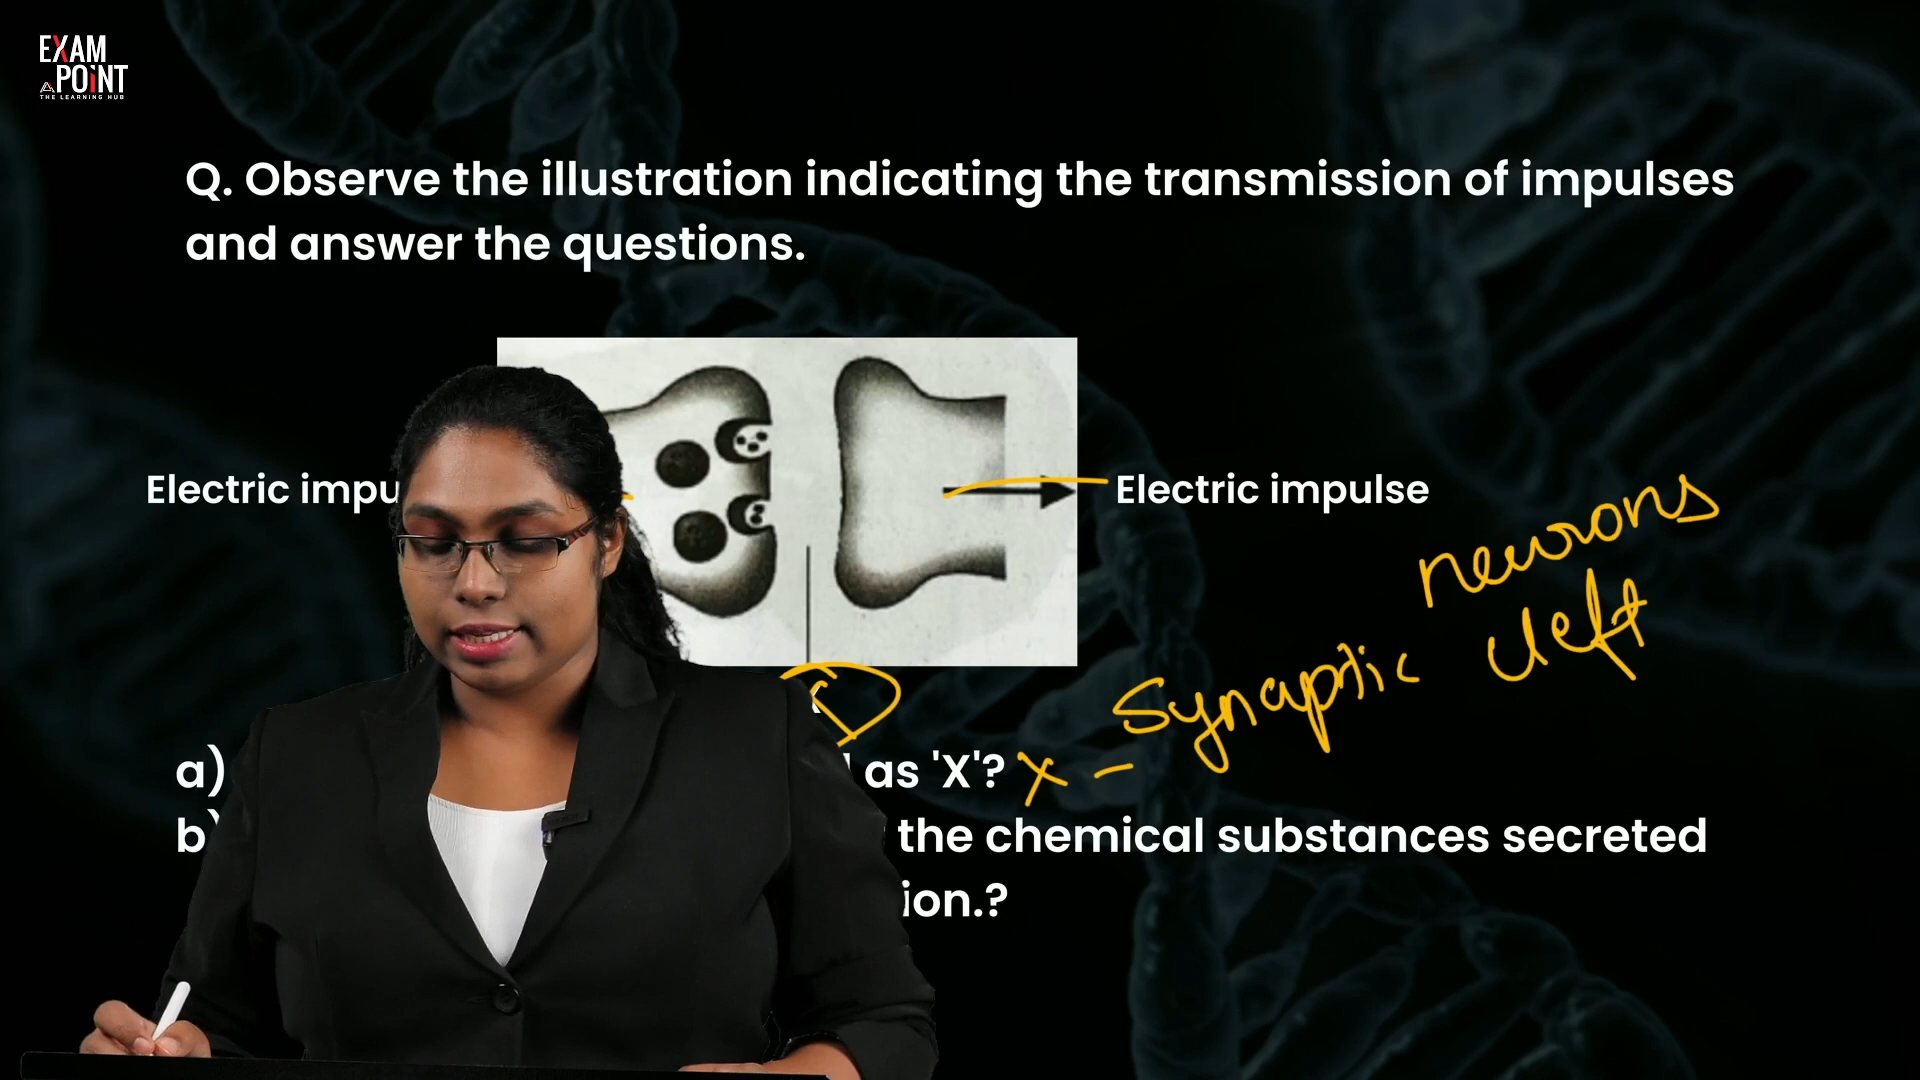 EXAM
POINT
THE LEARNING HUB
Q. Observe the illustration indicating the transmission of impulses
and answer the questions.
Electric impu
Electric impulse
neurons
Synaptic cleft
a) as 'X'? X -
b) the chemical substances secreted
ion.?